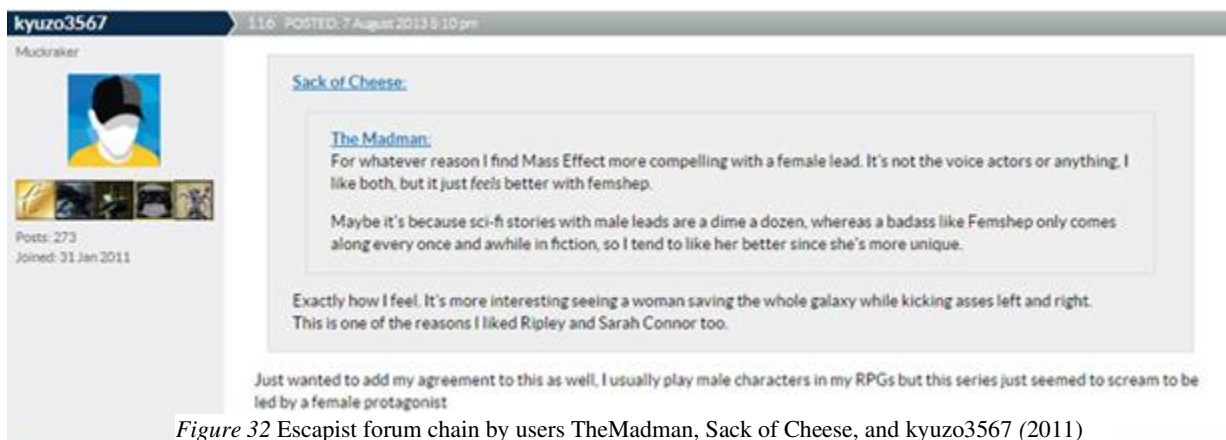 kyuzo3567
116 POSTED: 7 August 2013 5:10 pm
Muckraker
Sack of Cheese:
The Madman:
For whatever reason I find Mass Effect more compelling with a female lead. It's not the voice actors or anything, I
like both, but it just feels better with femshep.
Maybe it's because sci-fi stories with male leads are a dime a dozen, whereas a badass like Femshep only comes
along every once and awhile in fiction, so I tend to like her better since she's more unique.
Posts: 273
Joined: 31 Jan 2011
Exactly how I feel. It's more interesting seeing a woman saving the whole galaxy while kicking asses left and right.
This is one of the reasons I liked Ripley and Sarah Connor too.
Just wanted to add my agreement to this as well, I usually play male characters in my RPGs but this series just seemed to scream to be
led by a female protagonist
Figure 32 Escapist forum chain by users TheMadman, Sack of Cheese, and kyuzo3567 (2011)